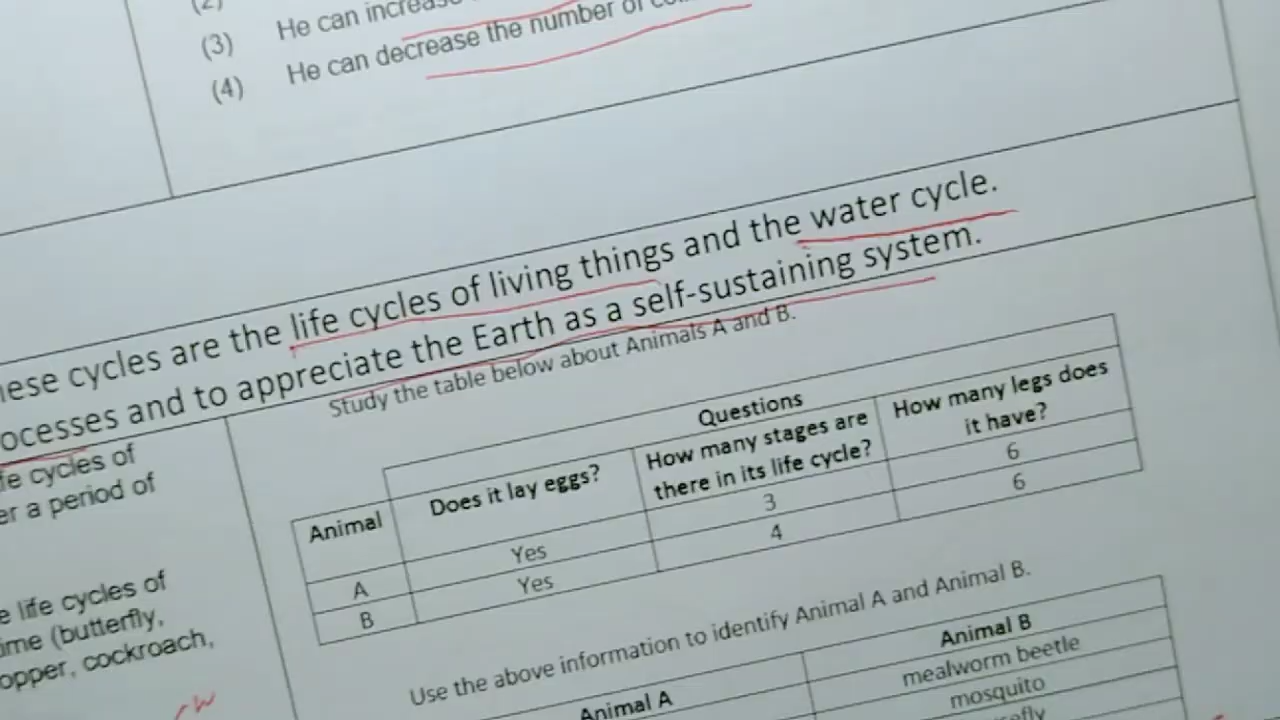 (3) He can increase
(4) He can decrease the number of
hese cycles are the life cycles of living things and the water cycle.
ocesses and to appreciate the Earth as a self-sustaining system.
fe cycles of
er a period of
e life cycles of
ime (butterfly,
opper, cockroach,
Study the table below about Animals A and B.
Questions
Animal Does it lay eggs? How many stages are there in its life cycle? How many legs does it have?
A Yes 3 6
B Yes 4 6
Use the above information to identify Animal A and Animal B.
Animal A Animal B
mealworm beetle
mosquito